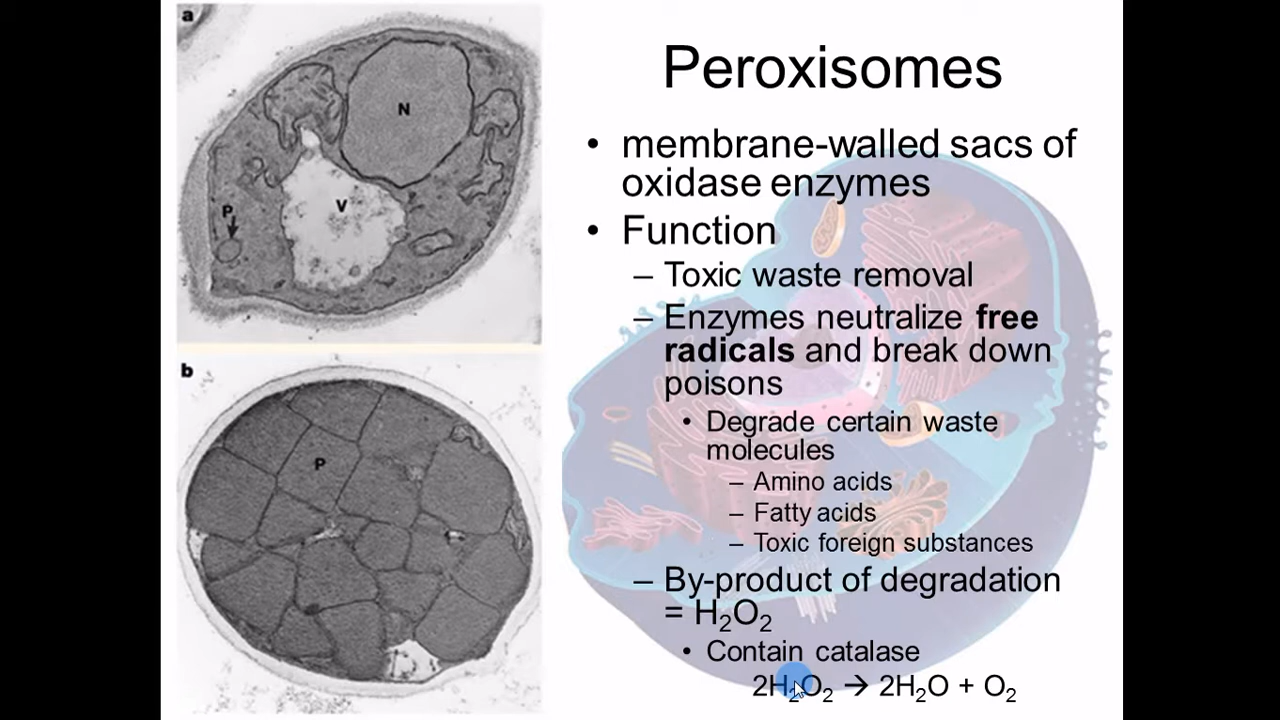 a
N
V
P
b
P
Peroxisomes
• membrane-walled sacs of
oxidase enzymes
• Function
– Toxic waste removal
– Enzymes neutralize free
radicals and break down
poisons
• Degrade certain waste
molecules
– Amino acids
– Fatty acids
– Toxic foreign substances
– By-product of degradation
= H₂O₂
• Contain catalase
2H₂O₂ → 2H₂O + O₂